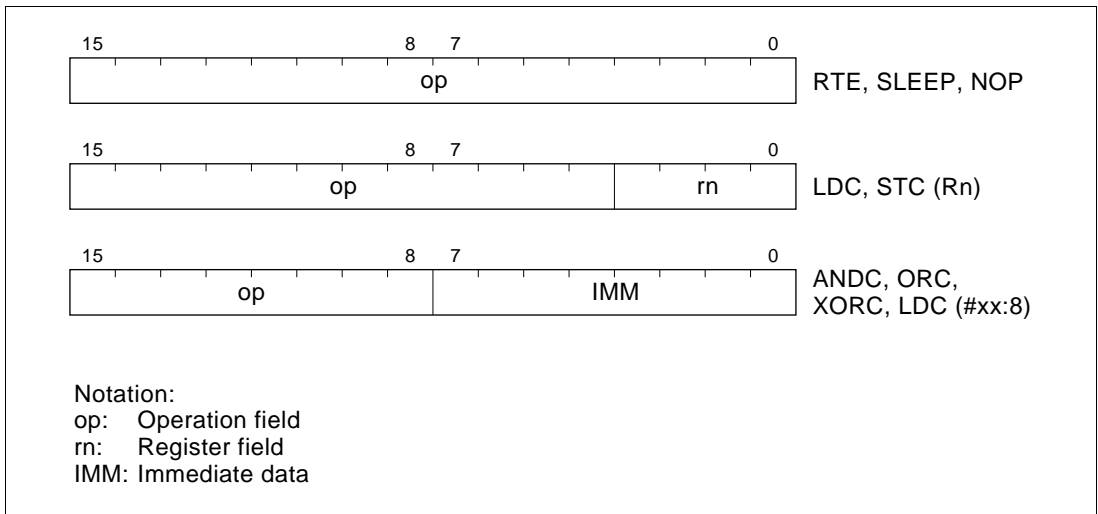 15 8 7 0
op
RTE, SLEEP, NOP
15 8 7 0
op rn
LDC, STC (Rn)
15 8 7 0
op IMM
ANDC, ORC,
XORC, LDC (#xx:8)
Notation:
op: Operation field
rn: Register field
IMM: Immediate data